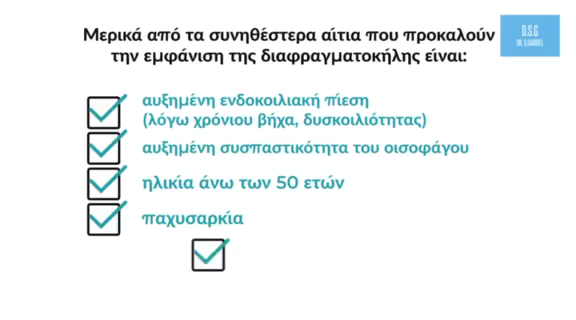 Μερικά από τα συνηθέστερα αίτια που προκαλούν
την εμφάνιση της διαφραγματοκήλης είναι:
D.S.G
αυξημένη ενδοκοιλιακή πίεση
(λόγω χρόνιου βήχα, δυσκοιλιότητας)
αυξημένη συσπαστικότητα του οισοφάγου
ηλικία άνω των 50 ετών
παχυσαρκία